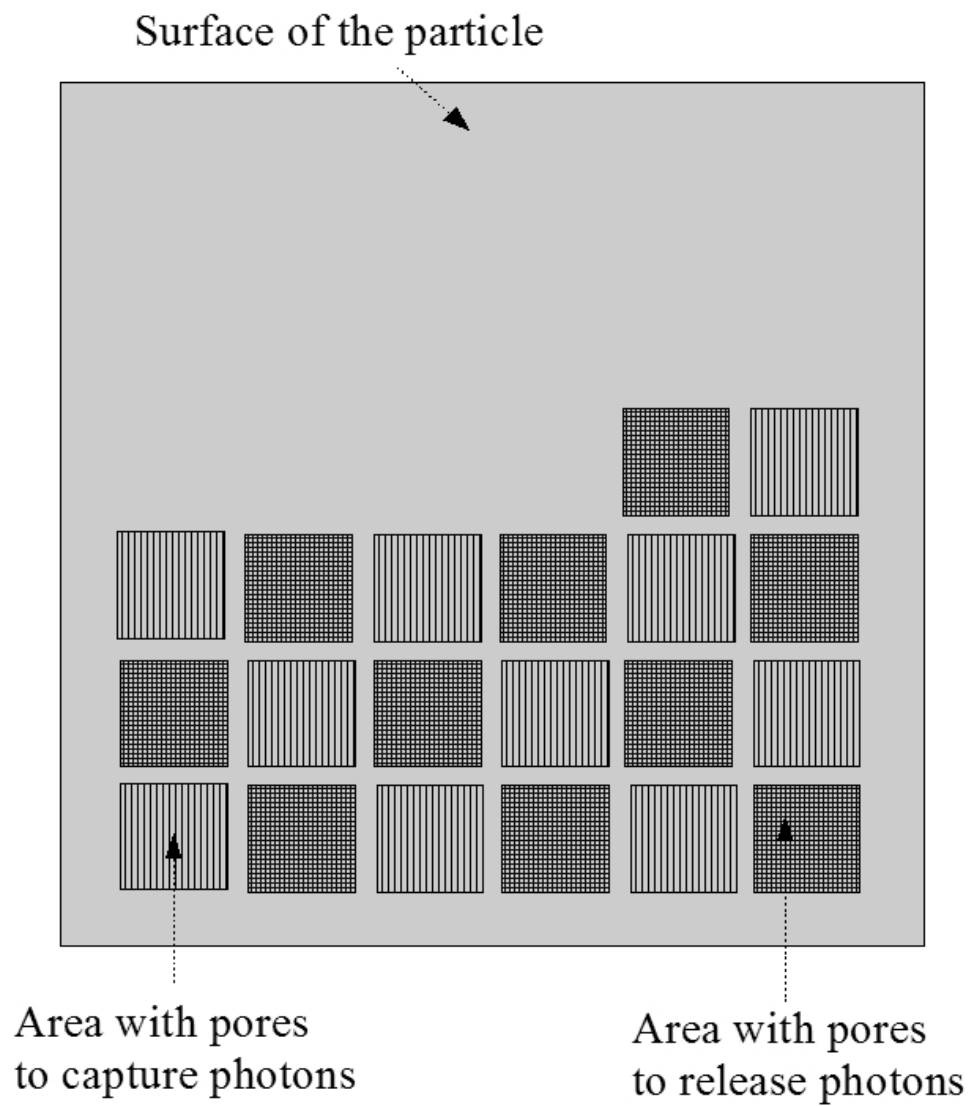 Surface of the particle
Area with pores
to capture photons
Area with pores
to release photons